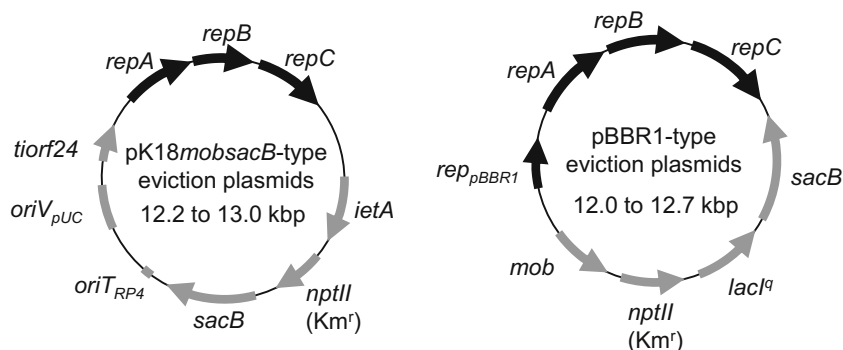 repA
repB
repC
tiorf24
oriVpUC
oriTRP4
sacB
nptII
(Kmr)
ietA
pK18mobsacB-type
eviction plasmids
12.2 to 13.0 kbp
repA
repB
repC
reppBBR1
mob
nptII
(Kmr)
lacIq
sacB
pBBR1-type
eviction plasmids
12.0 to 12.7 kbp